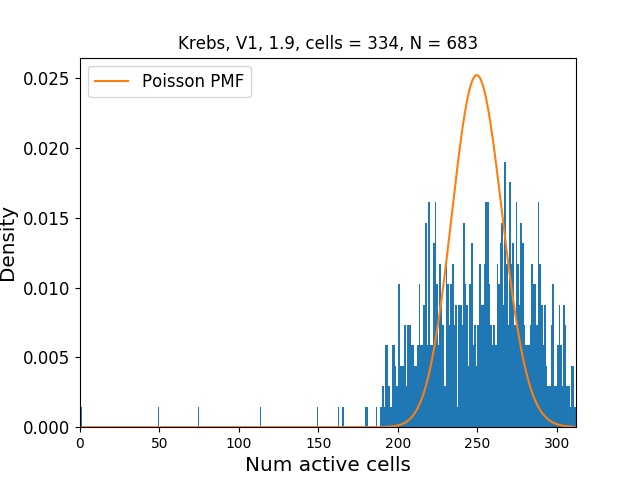 Krebs, V1, 1.9, cells = 334, N = 683
Poisson PMF
Density
0.025
0.020
0.015
0.010
0.005
0.000
0 50 100 150 200 250 300
Num active cells